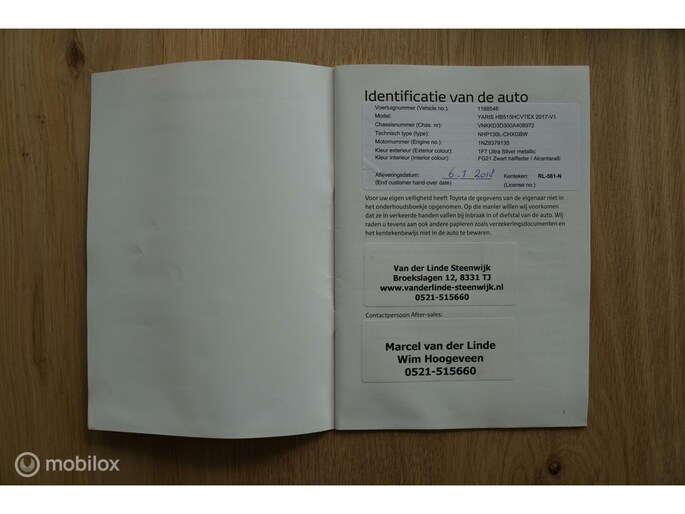 Identificatie van de auto
Voertuignummer (Vehicle no.): 1188546
Model: YARIS HB515HCVTEX 2017-V1
Chassisnummer (Chas. nr): VNKKD3D300A408972
Technisch type (type): NHP130L-CHXGBW
Motornummer (Engine no.): 1NZ8379135
Kleur exterieur (Exterior colour): 1F7 Ultra Silver metallic
Kleur interieur (Interior colour): FG21 Zwart halfleder / Alcantara®
Afleveringsdatum: 6-1 2018 Kenteken: RL-561-N
(End customer hand-over date) (License no.)
Voor uw eigen veiligheid heeft Toyota de gegevens van de eigenaar niet in
het onderhoudsboekje opgenomen. Op die manier willen wij voorkomen
dat ze in verkeerde handen vallen bij inbraak in of diefstal van de auto. Wij
raden u tevens aan ook andere papieren zoals verzekeringsdocumenten en
het kentekenbewijs niet in de auto te bewaren.
Van der Linde Steenwijk
Broekslagen 12, 8331 TJ
www.vanderlinde-steenwijk.nl
0521-515660
Contactpersoon After-sales:
Marcel van der Linde
Wim Hoogeveen
0521-515660
mobilox